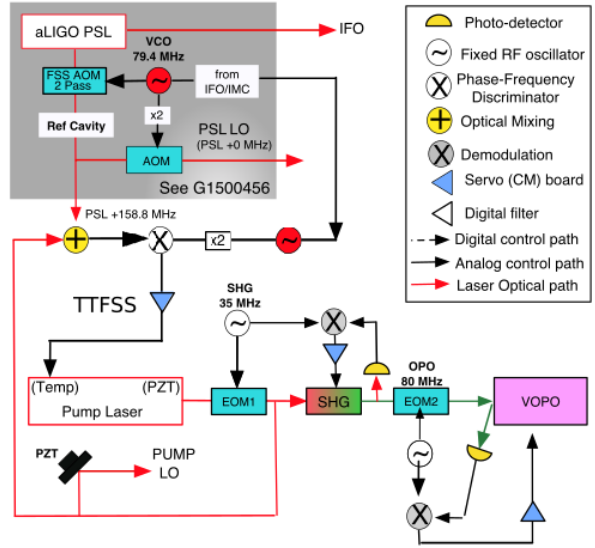 aLIGO PSL
IFO
VCO
79.4 MHz
FSS AOM
2 Pass
from
IFO/IMC
Ref Cavity
x2
PSL LO
(PSL +0 MHz)
AOM
See G1500456
PSL +158.8 MHz
x2
TTFSS
SHG
35 MHz
(Temp)
(PZT)
Pump Laser
EOM1
SHG
OPO
80 MHz
EOM2
VOPO
PZT
PUMP
LO
Photo-detector
Fixed RF oscillator
Phase-Frequency
Discriminator
Optical Mixing
Demodulation
Servo (CM) board
Digital filter
Digital control path
Analog control path
Laser Optical path